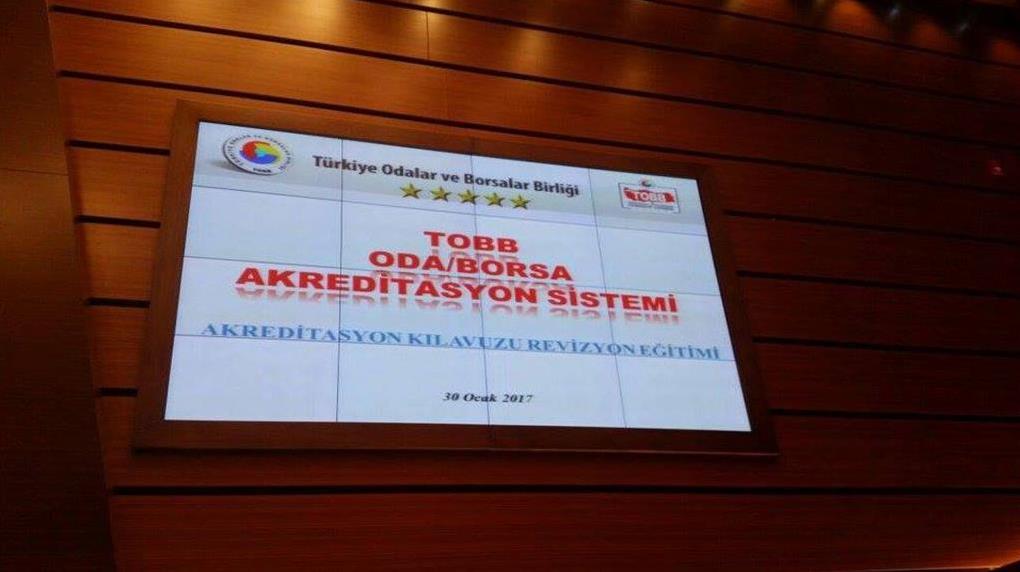 Türkiye Odalar ve Borsalar Birliği
TOBB
TOBB
ODA/BORSA
AKREDİTASYON SİSTEMİ
AKREDİTASYON KILAVUZU REVİZYON EĞİTİMİ
30 Ocak 2017